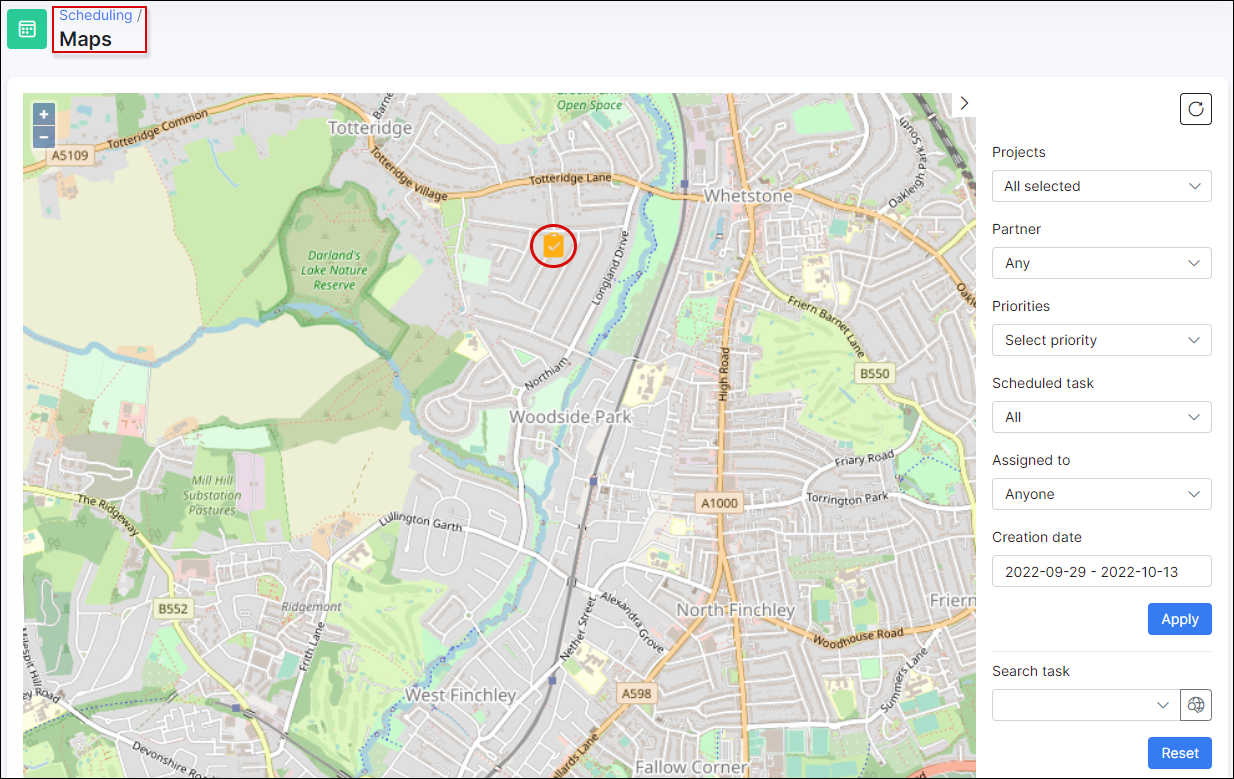 Scheduling /
Maps
+
−
Totteridge Common
A5109
Totteridge
Open Space
Totteridge Village
Totteridge Lane
Whetstone
Oakleigh Park South
Darland's
Lake Nature
Reserve
Longland Drive
Friern Barnet Lane
High Road
B550
Northiam
Woodside Park
Friary Road
Mill Hill
Substation
Pastures
The Ridgeway
Lullington Garth
A1000
Torrington Park
B552
Ridgemont
Frith Lane
Nether Street
Alexandra Grove
North Finchley
Friern
Woodhouse Road
West Finchley
A598
Summers Lane
ey Road
Devonshire Road
allards Lane
Fallow Corner
Projects
All selected
Partner
Any
Priorities
Select priority
Scheduled task
All
Assigned to
Anyone
Creation date
2022-09-29 - 2022-10-13
Apply
Search task
Reset